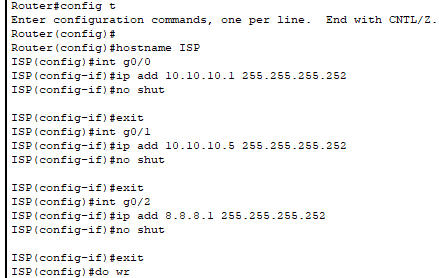 Router#config t
Enter configuration commands, one per line.  End with CNTL/Z.
Router(config)#
Router(config)#hostname ISP
ISP(config)#int g0/0
ISP(config-if)#ip add 10.10.10.1 255.255.255.252
ISP(config-if)#no shut

ISP(config-if)#exit
ISP(config)#int g0/1
ISP(config-if)#ip add 10.10.10.5 255.255.255.252
ISP(config-if)#no shut

ISP(config-if)#exit
ISP(config)#int g0/2
ISP(config-if)#ip add 8.8.8.1 255.255.255.252
ISP(config-if)#no shut

ISP(config-if)#exit
ISP(config)#do wr